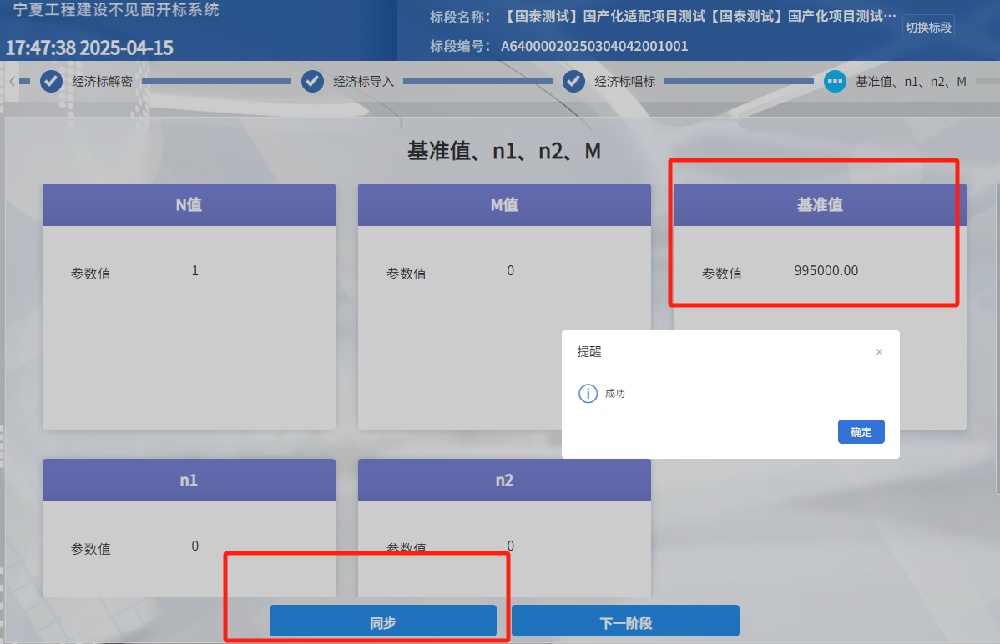 宁夏工程建设不见面开标系统
17:47:38 2025-04-15
标段名称： 【国泰测试】国产化适配项目测试【国泰测试】国产化项目测试…
标段编号： A6400002025030404200​1001
切换标段
经济标解密
经济标导入
经济标唱标
基准值、n1、n2、M
基准值、n1、n2、M
N值
参数值 1
M值
参数值 0
基准值
参数值 995000.00
提醒 ×
成功
确定
n1
参数值 0
n2
参数值 0
同步
下一阶段